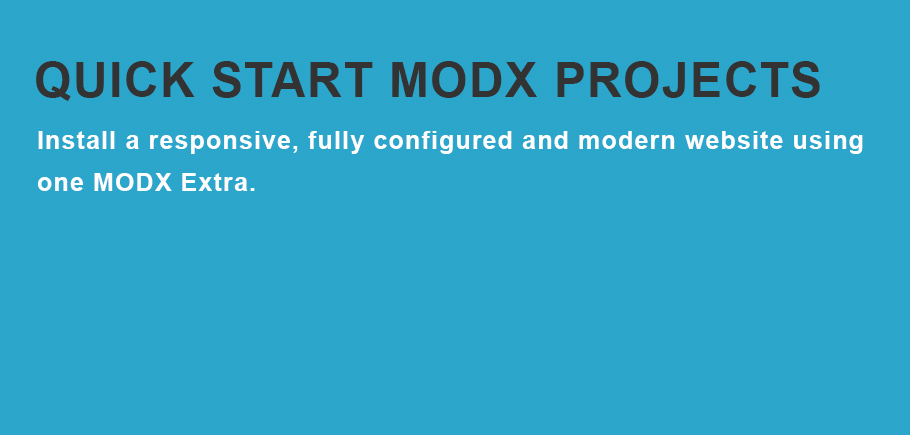 QUICK START MODX PROJECTS
Install a responsive, fully configured and modern website using
one MODX Extra.